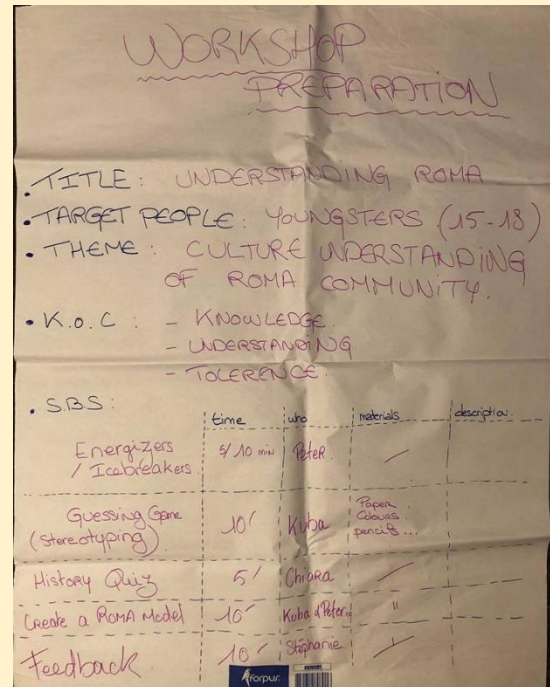 WORKSHOP
PREPARATION
• TITLE: UNDERSTANDING ROMA
• TARGET PEOPLE: YOUNGSTERS (15-18)
• THEME: CULTURE UNDERSTANDING
OF ROMA COMMUNITY.
• K.O.C: - KNOWLEDGE
- UNDERSTANDING
- TOLERENCE
• S.B.S:
time who materials description
Energizers
/ Icebreakers. 5/10 min PeteR
Guessing Game
(stereotyping) 10' Kuba Paper
Colours
pencils...
History Quiz 5' Chiara
Create a ROMA Model 10' Kuba & Peter "
Feedback 10' Stéphanie
forpus